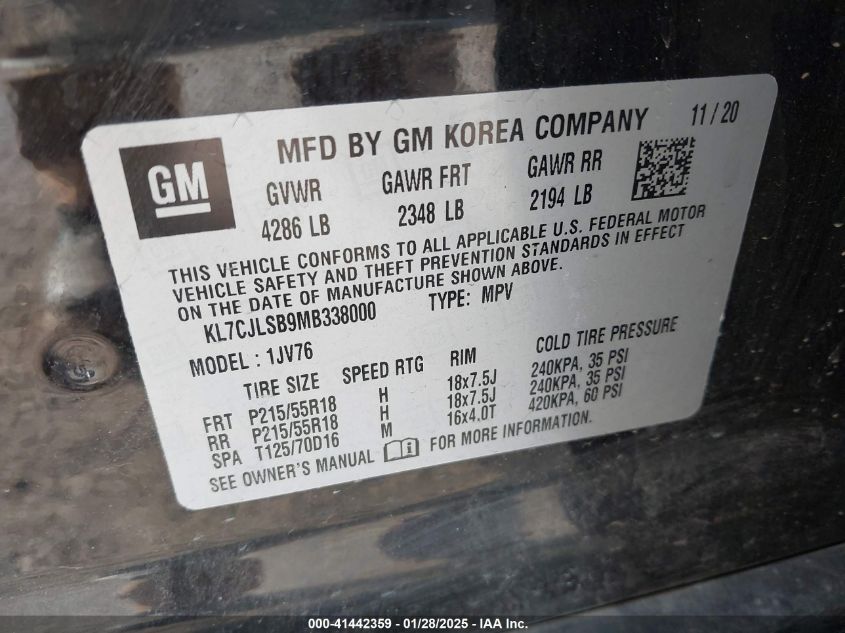 MFD BY GM KOREA COMPANY 11/20
GM
GVWR GAWR FRT GAWR RR
4286 LB 2348 LB 2194 LB
THIS VEHICLE CONFORMS TO ALL APPLICABLE U.S. FEDERAL MOTOR
VEHICLE SAFETY AND THEFT PREVENTION STANDARDS IN EFFECT
ON THE DATE OF MANUFACTURE SHOWN ABOVE.
KL7CJLSB9MB338000 TYPE: MPV
MODEL : 1JV76
TIRE SIZE SPEED RTG RIM COLD TIRE PRESSURE
FRT P215/55R18 H 18x7.5J 240KPA, 35 PSI
RR P215/55R18 H 18x7.5J 240KPA, 35 PSI
SPA T125/70D16 M 16x4.0T 420KPA, 60 PSI
SEE OWNER'S MANUAL FOR MORE INFORMATION.
000-41442359 | 01/28/2025 | IAA Inc.